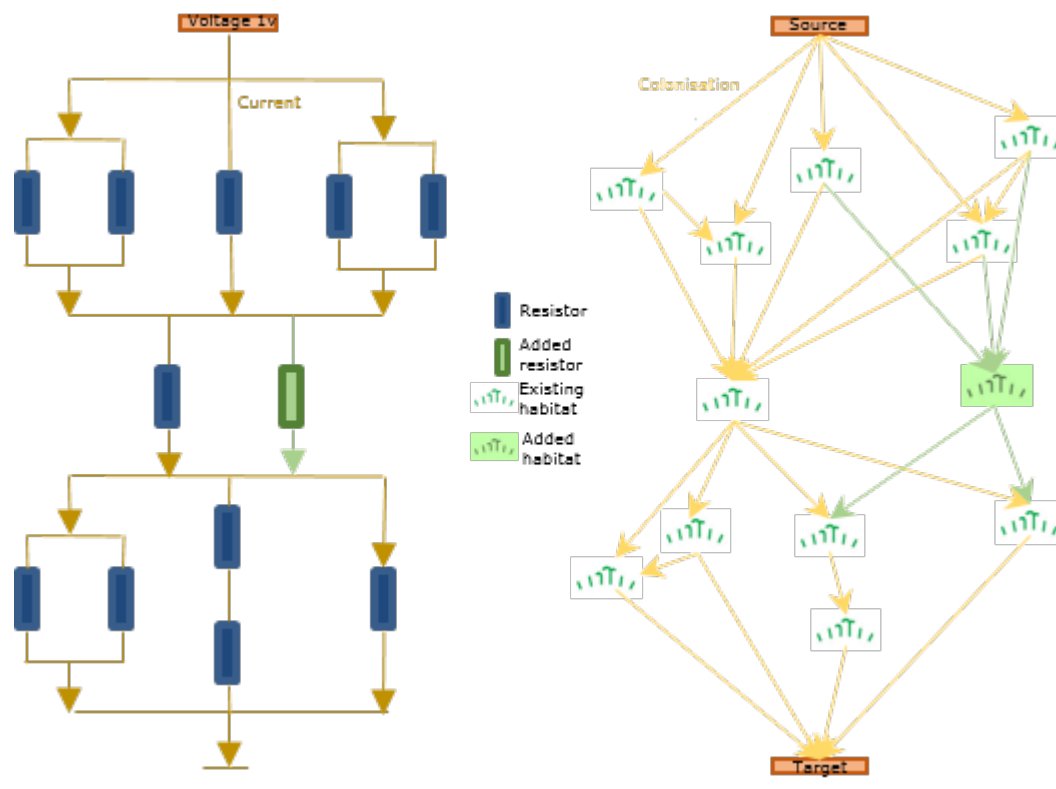 Voltage 1v
Source
Colonisation
Current
Resistor
Added
resistor
Existing
habitat
Added
habitat
Target